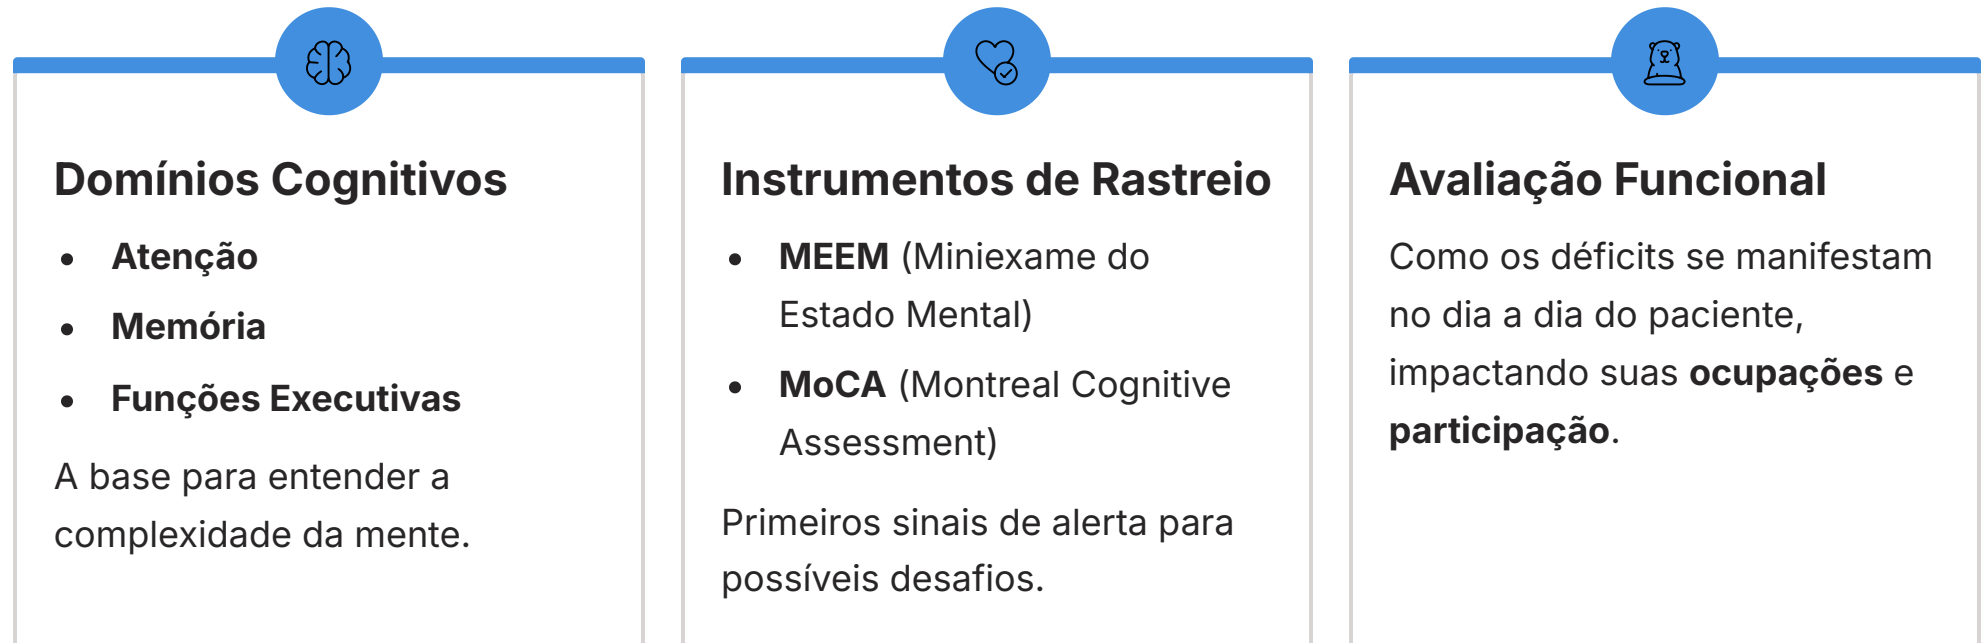 Domínios Cognitivos
• Atenção
• Memória
• Funções Executivas
A base para entender a
complexidade da mente.
Instrumentos de Rastreio
• MEEM (Miniexame do
Estado Mental)
• MoCA (Montreal Cognitive
Assessment)
Primeiros sinais de alerta para
possíveis desafios.
Avaliação Funcional
Como os déficits se manifestam
no dia a dia do paciente,
impactando suas ocupações e
participação.